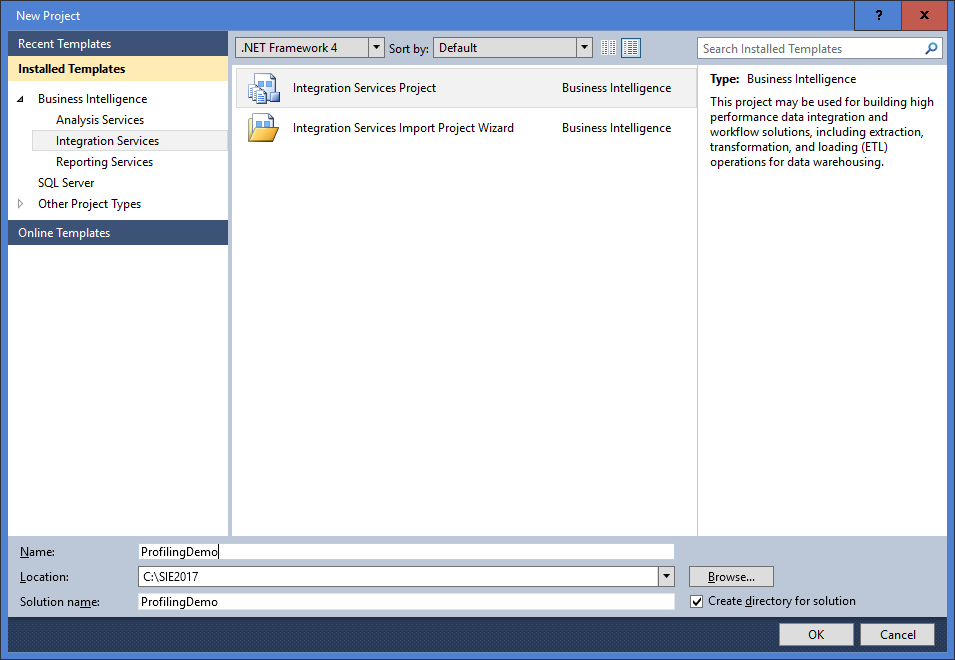 New Project
?
x
Recent Templates
Installed Templates
Business Intelligence
Analysis Services
Integration Services
Reporting Services
SQL Server
Other Project Types
Online Templates
.NET Framework 4
Sort by:
Default
Search Installed Templates
Integration Services Project
Business Intelligence
Integration Services Import Project Wizard
Business Intelligence
Type: Business Intelligence
This project may be used for building high
performance data integration and
workflow solutions, including extraction,
transformation, and loading (ETL)
operations for data warehousing.
Name:
ProfilingDemo
Location:
C:\SIE2017
Browse...
Solution name:
ProfilingDemo
Create directory for solution
OK
Cancel